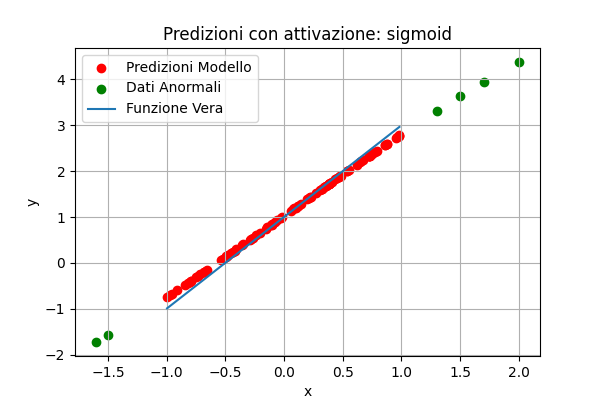 Predizioni con attivazione: sigmoid
Predizioni Modello
Dati Anormali
Funzione Vera
y
4
3
2
1
0
−1
−2
−1.5
−1.0
−0.5
0.0
0.5
1.0
1.5
2.0
x